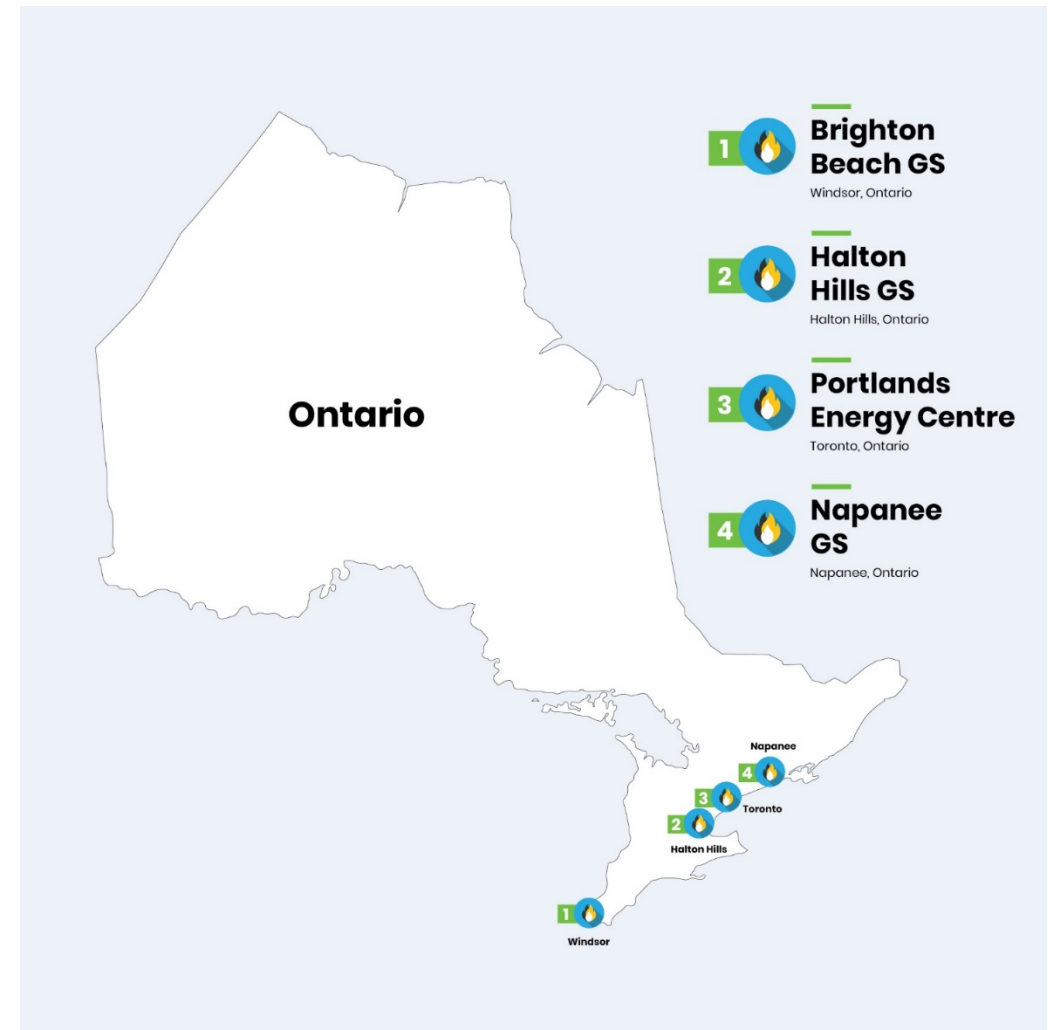 1
Brighton
Beach GS
Windsor, Ontario
2
Halton
Hills GS
Halton Hills, Ontario
3
Portlands
Energy Centre
Toronto, Ontario
4
Napanee
GS
Napanee, Ontario
Ontario
Napanee
4
3
Toronto
2
Halton Hills
1
Windsor